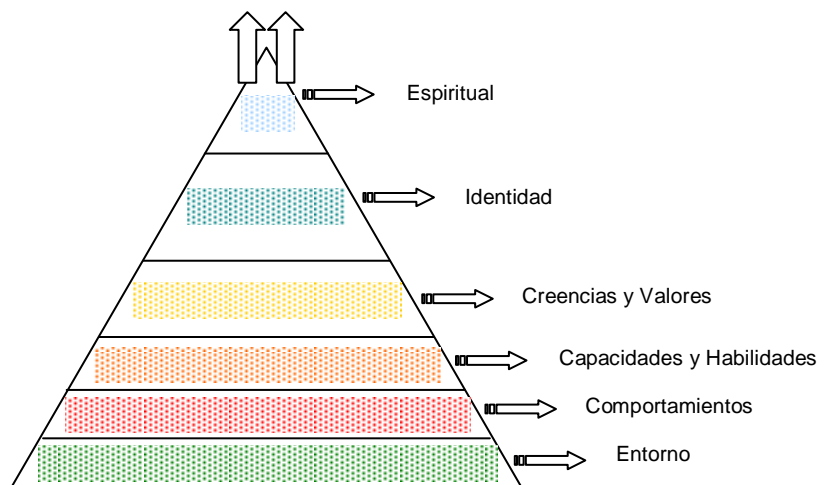 Espiritual
Identidad
Creencias y Valores
Capacidades y Habilidades
Comportamientos
Entorno